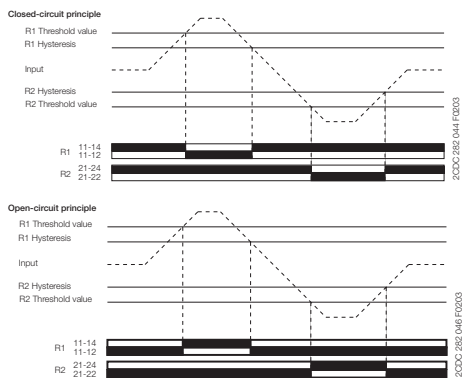 Closed-circuit principle
R1 Threshold value
R1 Hysteresis
Input
R2 Hysteresis
R2 Threshold value
R1 11-14
11-12
R2 21-24
21-22
2CDC 282 044 F0203
Open-circuit principle
R1 Threshold value
R1 Hysteresis
Input
R2 Hysteresis
R2 Threshold value
R1 11-14
11-12
R2 21-24
21-22
2CDC 282 046 F0203